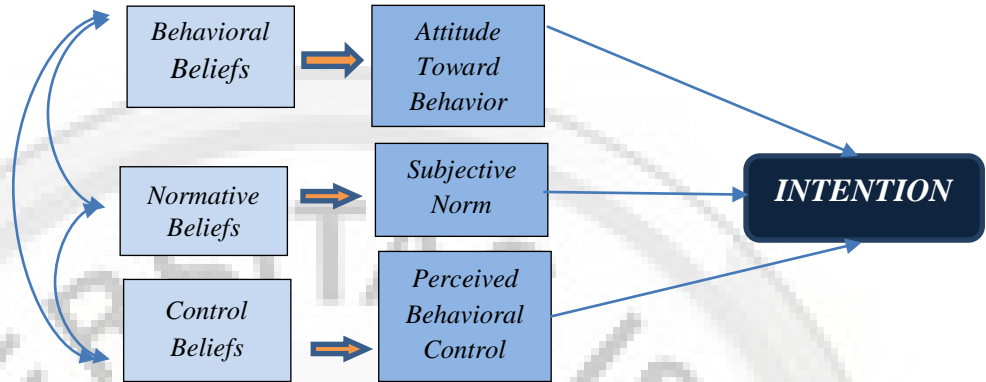 Behavioral
Beliefs
Attitude
Toward
Behavior
Normative
Beliefs
Subjective
Norm
INTENTION
Control
Beliefs
Perceived
Behavioral
Control